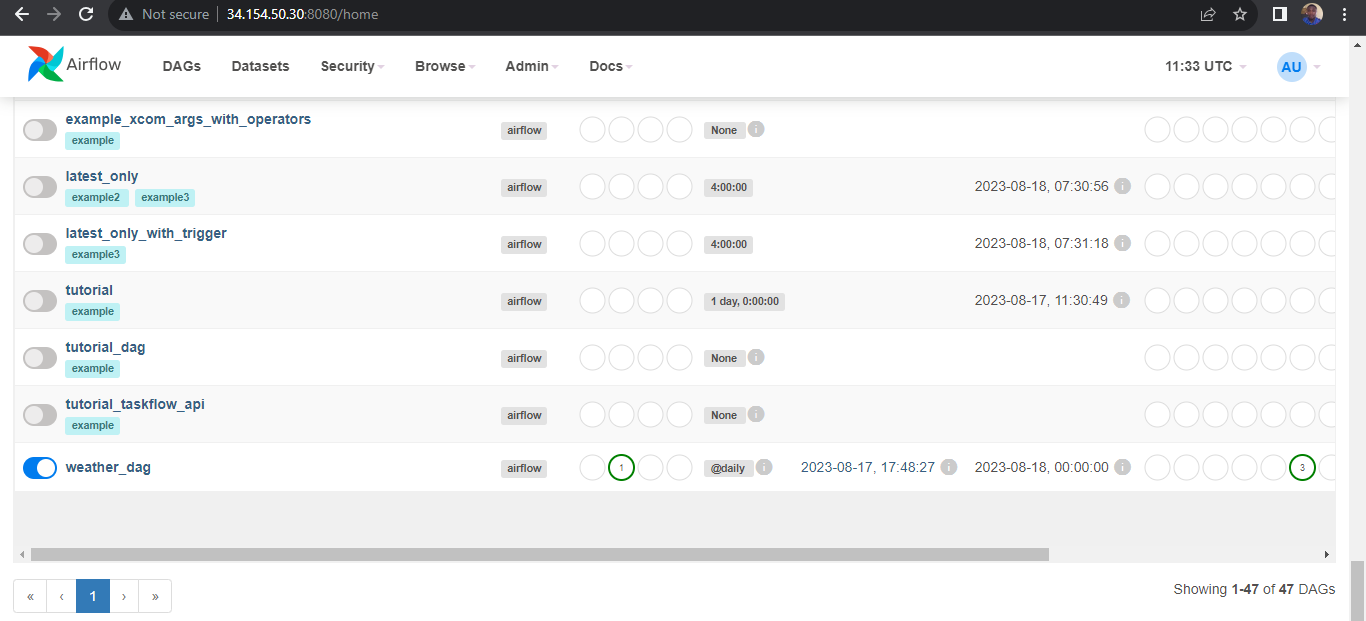 Not secure 34.154.50.30:8080/home
Airflow DAGs Datasets Security Browse Admin Docs 11:33 UTC AU
example_xcom_args_with_operators
example
airflow None i
latest_only
example2 example3
airflow 4:00:00 2023-08-18, 07:30:56 i
latest_only_with_trigger
example3
airflow 4:00:00 2023-08-18, 07:31:18 i
tutorial
example
airflow 1 day, 0:00:00 2023-08-17, 11:30:49 i
tutorial_dag
example
airflow None i
tutorial_taskflow_api
example
airflow None i
weather_dag airflow 1 @daily i 2023-08-17, 17:48:27 i 2023-08-18, 00:00:00 i 3
« ‹ 1 › »
Showing 1-47 of 47 DAGs